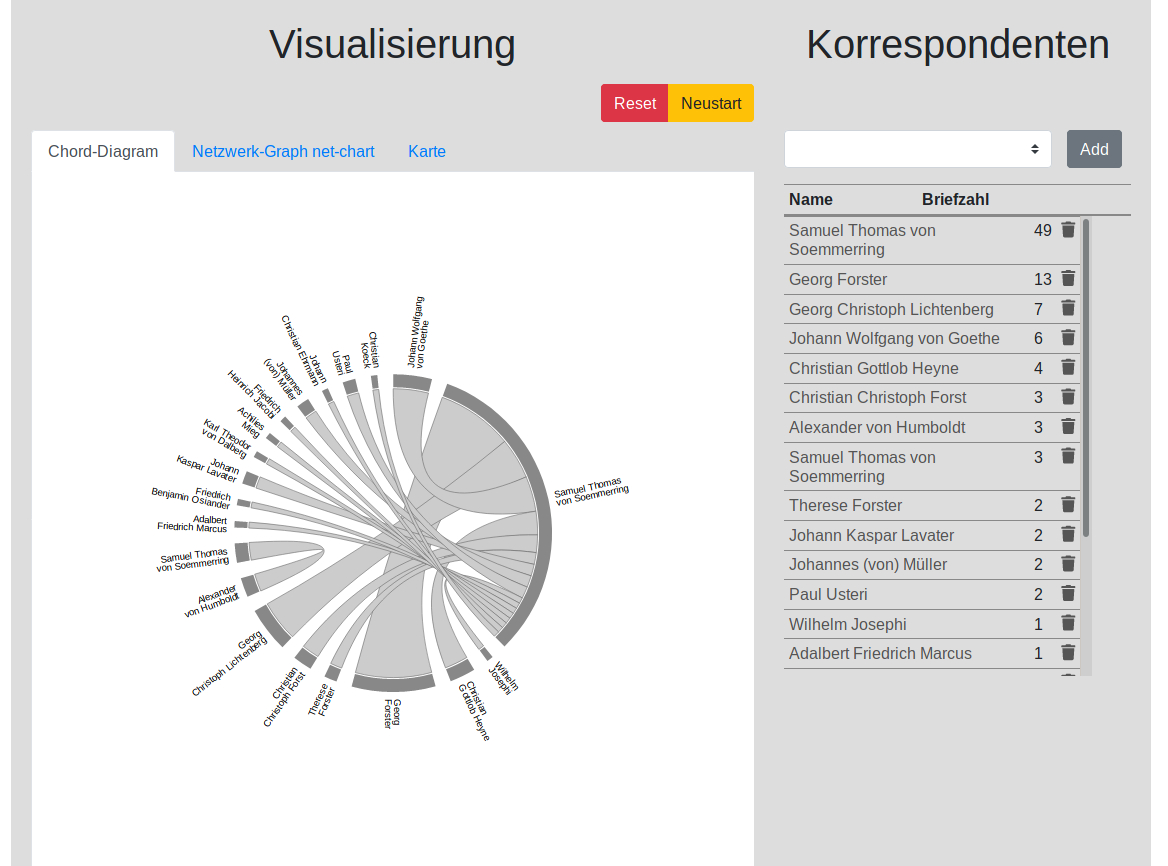 Visualisierung
Reset
Neustart
Chord-Diagram
Netzwerk-Graph net-chart
Karte
Johann Wolfgang
von Goethe
Samuel Thomas
von Soemmerring
Wilhelm
Josephi
Christian
Gottlob Heyne
Georg
Forster
Therese
Forster
Christian
Christoph Forst
Georg
Christoph Lichtenberg
Alexander
von Humboldt
Samuel Thomas
von Soemmerring
Adalbert
Friedrich Marcus
Friedrich
Benjamin Osiander
Johann
Kaspar Lavater
Karl Theodor
von Dalberg
Achilles
Mieg
Friedrich
Heinrich Jacobi
Johannes
(von) Müller
Johann
Christian Ehrmann
Paul
Usteri
Christian
Koeck
Korrespondenten
Add
Name Briefzahl
Samuel Thomas von
Soemmerring 49
Georg Forster 13
Georg Christoph Lichtenberg 7
Johann Wolfgang von Goethe 6
Christian Gottlob Heyne 4
Christian Christoph Forst 3
Alexander von Humboldt 3
Samuel Thomas von
Soemmerring 3
Therese Forster 2
Johann Kaspar Lavater 2
Johannes (von) Müller 2
Paul Usteri 2
Wilhelm Josephi 1
Adalbert Friedrich Marcus 1